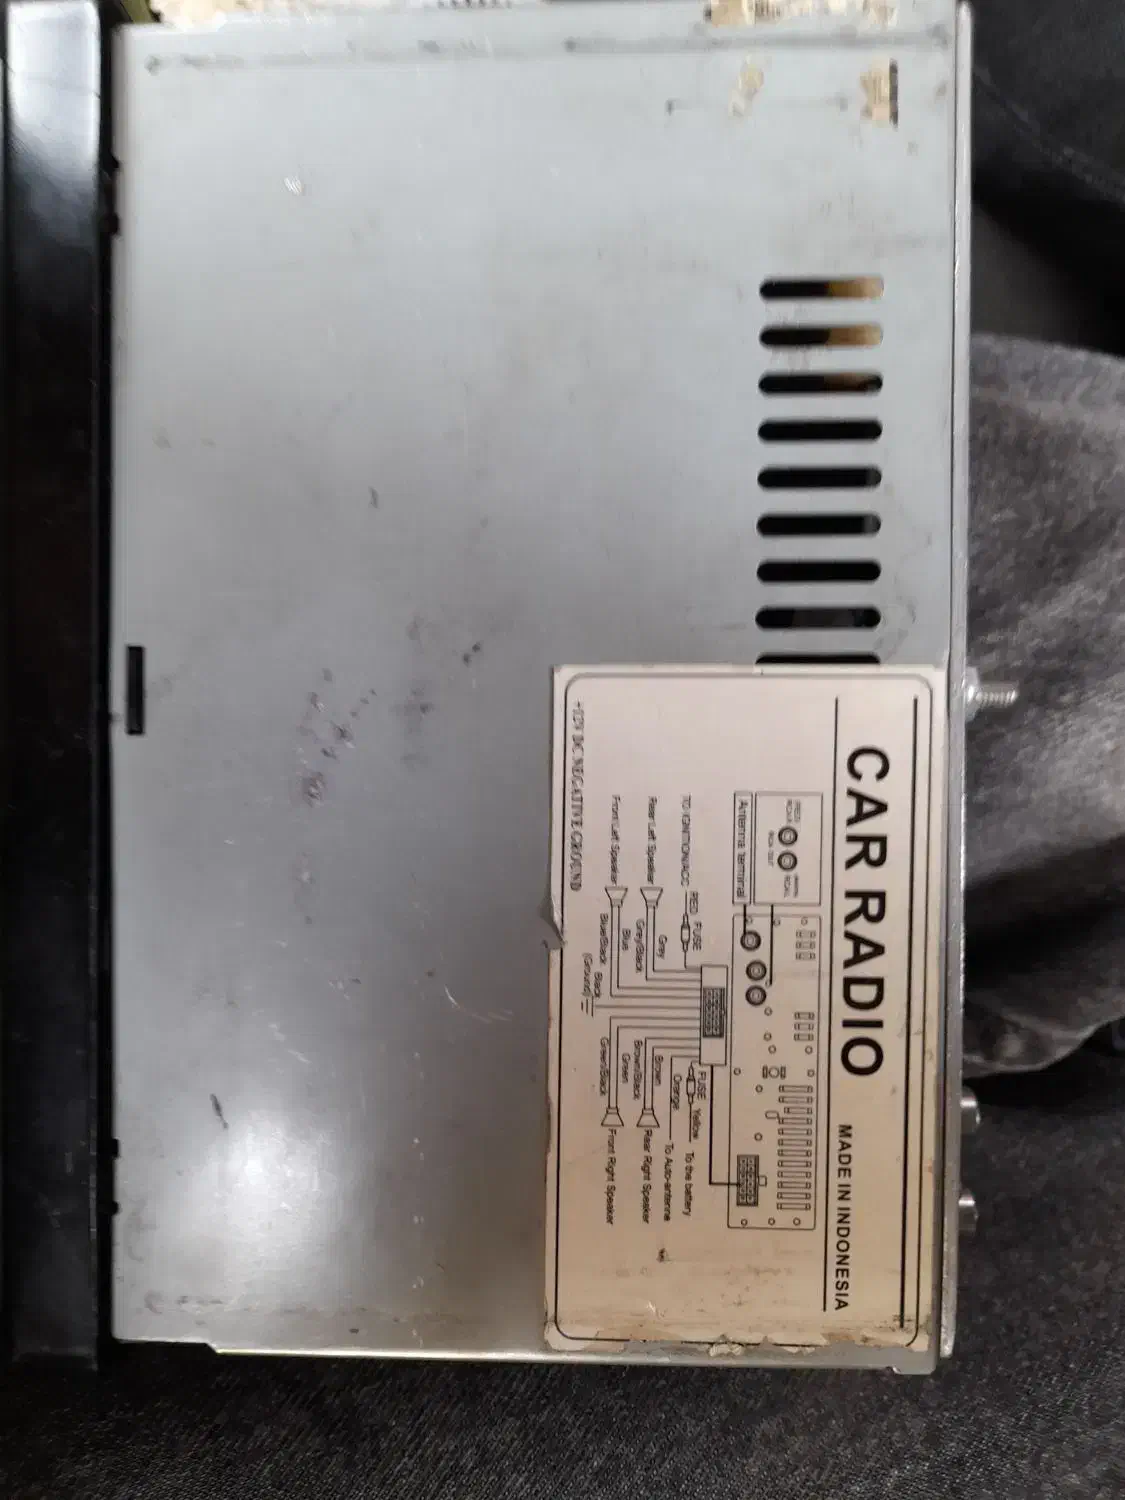 CAR RADIO
MADE IN INDONESIA
RCA OUT
Antenna terminal
TO IGNITION/ACC
RED FUSE
FUSE Yellow
To the battery
Orange
To Auto-antenna
Rear Left Speaker
Grey
Grey/Black
Brown
Brown/Black
Rear Right Speaker
Front Left Speaker
Blue
Blue/Black
Green
Green/Black
Front Right Speaker
Black
(Ground)
+12V DC NEGATIVE GROUND